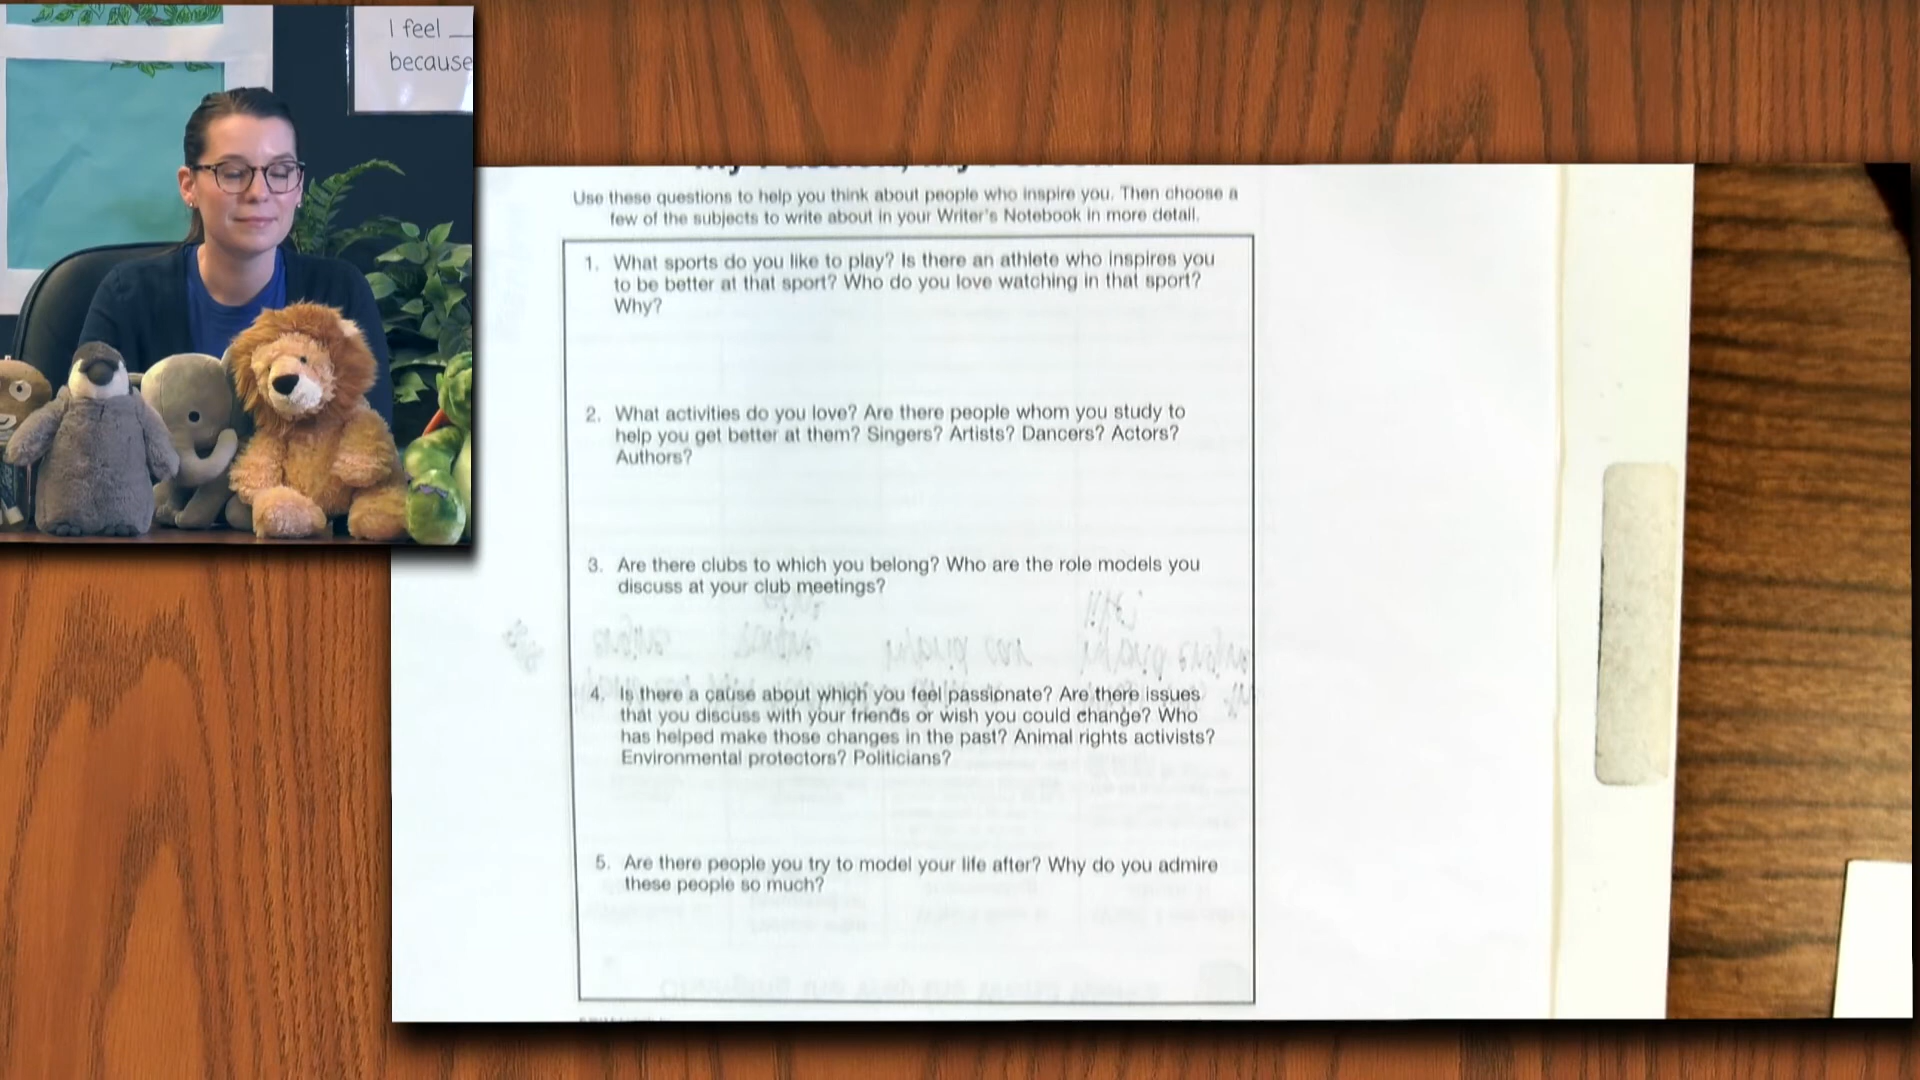 I feel
because
Use these questions to help you think about people who inspire you. Then choose a
few of the subjects to write about in your Writer's Notebook in more detail.
1. What sports do you like to play? Is there an athlete who inspires you
to be better at that sport? Who do you love watching in that sport?
Why?
2. What activities do you love? Are there people whom you study to
help you get better at them? Singers? Artists? Dancers? Actors?
Authors?
3. Are there clubs to which you belong? Who are the role models you
discuss at your club meetings?
4. Is there a cause about which you feel passionate? Are there issues
that you discuss with your friends or wish you could change? Who
has helped make those changes in the past? Animal rights activists?
Environmental protectors? Politicians?
5. Are there people you try to model your life after? Why do you admire
these people so much?